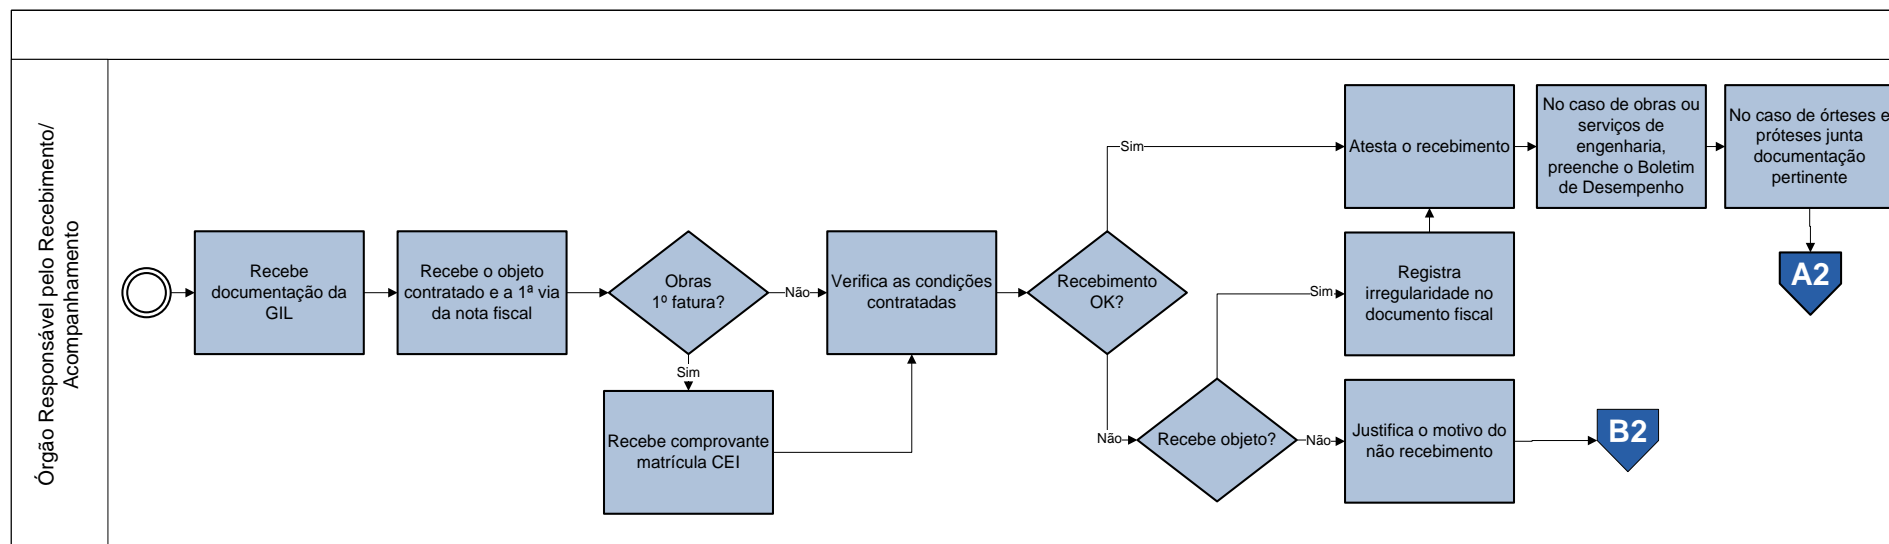 Órgão Responsável pelo Recebimento/
Acompanhamento
Recebe
documentação da
GIL
Recebe o objeto
contratado e a 1ª via
da nota fiscal
Obras
1º fatura?
Não
Sim
Recebe comprovante
matrícula CEI
Verifica as condições
contratadas
Recebimento
OK?
Sim
Não
Recebe objeto?
Sim
Não
Atesta o recebimento
Registra
irregularidade no
documento fiscal
Justifica o motivo do
não recebimento
No caso de obras ou
serviços de
engenharia,
preenche o Boletim
de Desempenho
No caso de órteses e
próteses junta
documentação
pertinente
A2
B2